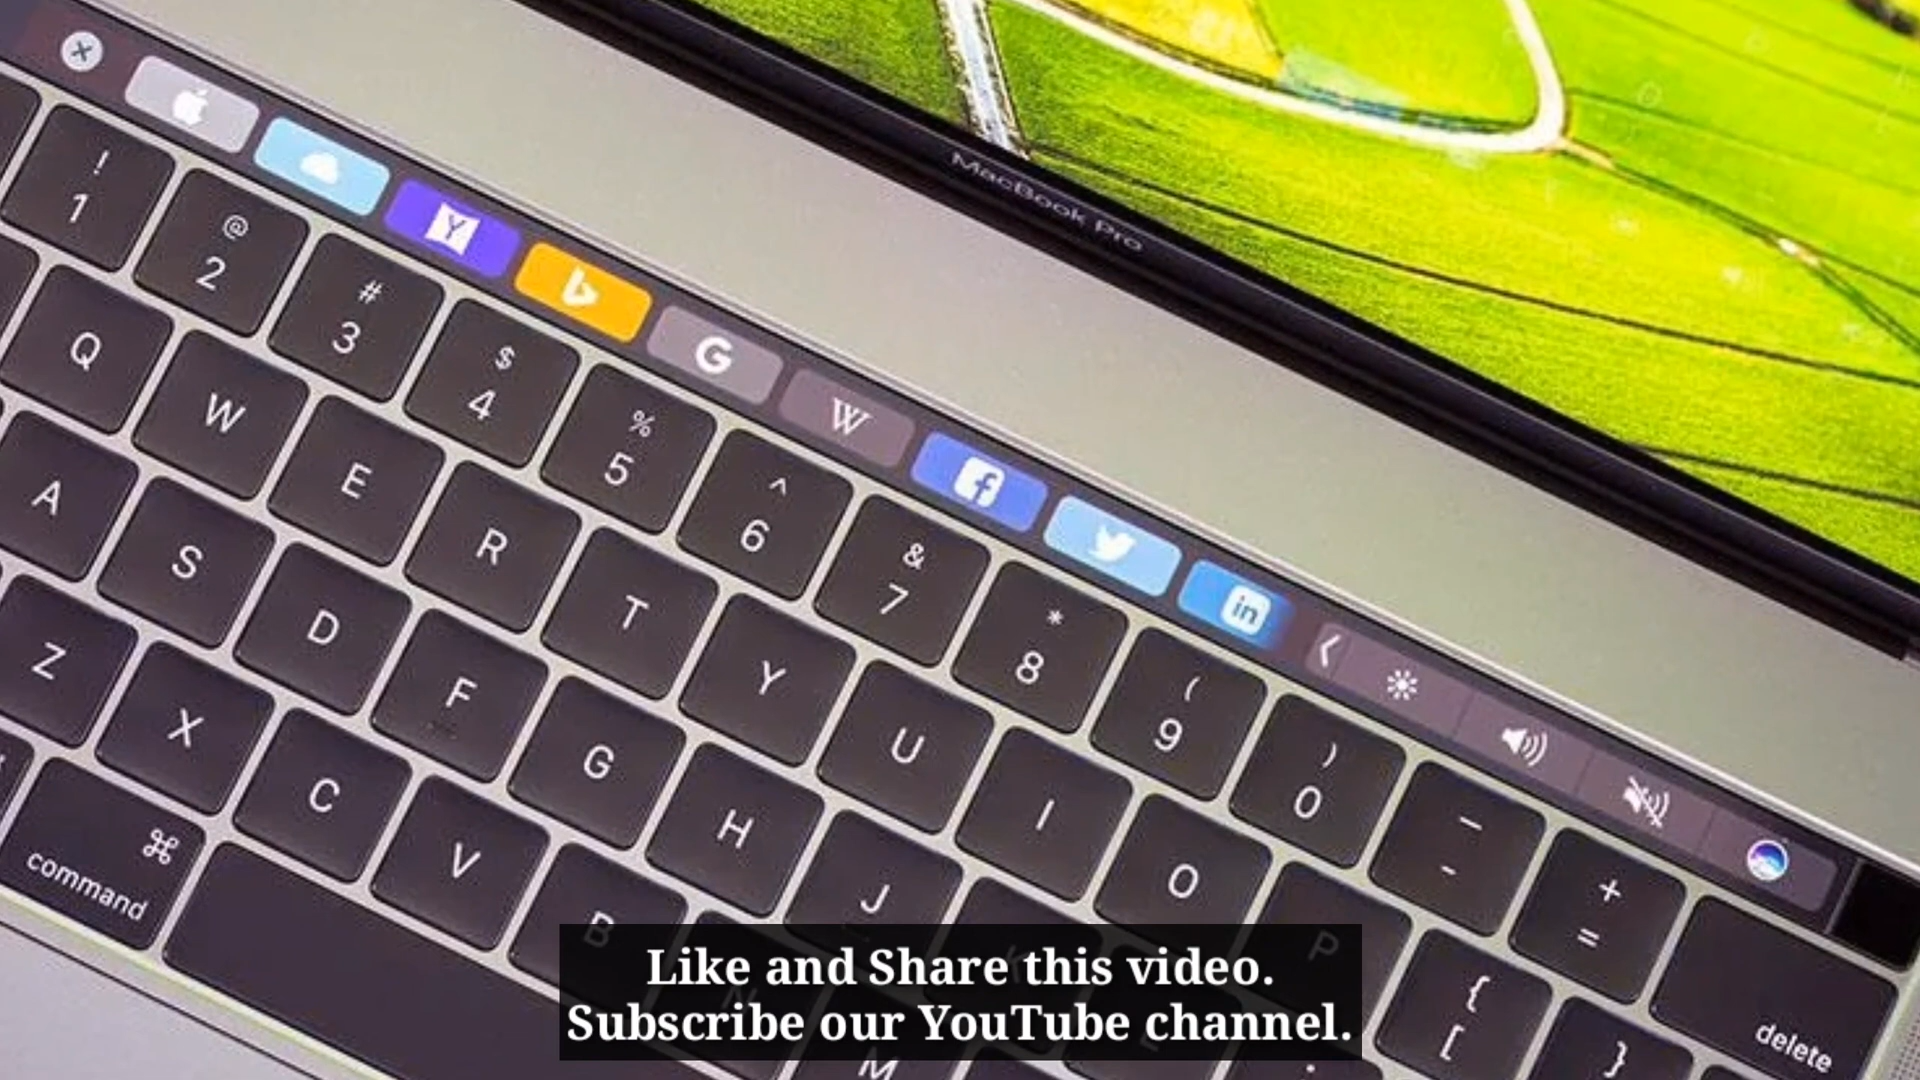 MacBook Pro
! 1
@ 2
# 3
$ 4
% 5
^ 6
& 7
* 8
( 9
) 0
_ -
+ =
delete
Q W E R T Y U I O P { [ }
A S D F G H J K
Z X C V B N M
command
Y b G W f in
Like and Share this video.
Subscribe our YouTube channel.